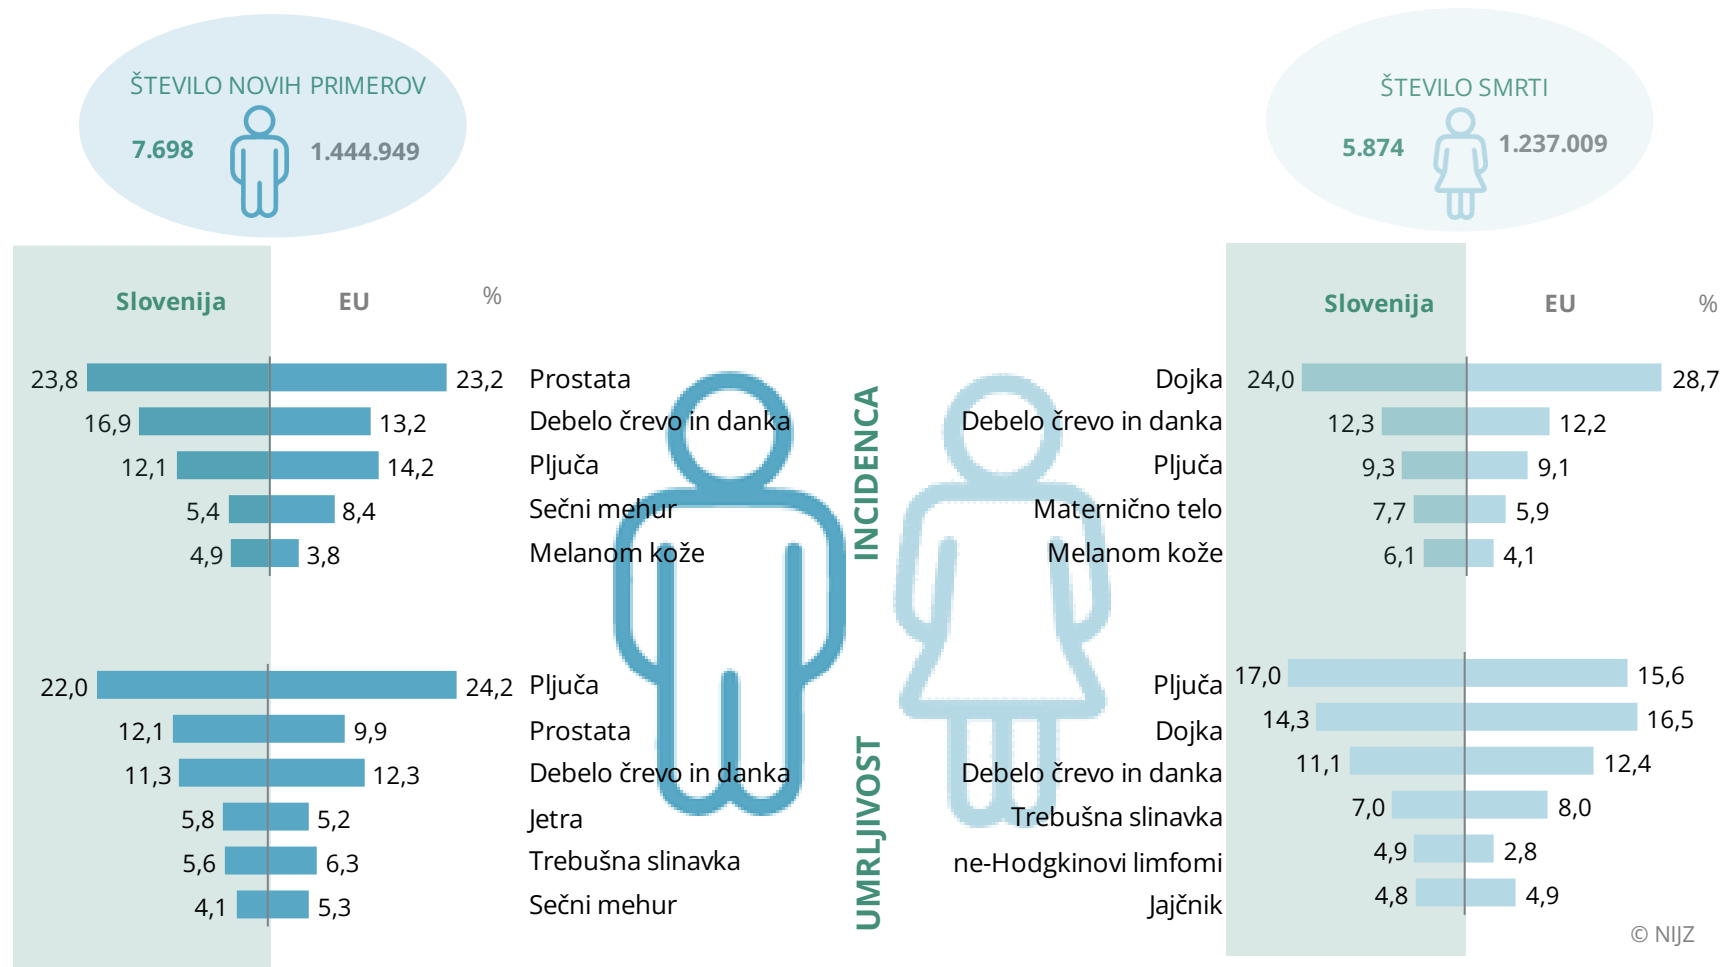 ŠTEVILO NOVIH PRIMEROV
7.698 1.444.949
ŠTEVILO SMRTI
5.874 1.237.009
Slovenija EU %
23,8 23,2 Prostata
16,9 13,2 Debelo črevo in danka
12,1 14,2 Pljuča
5,4 8,4 Sečni mehur
4,9 3,8 Melanom kože
22,0 24,2 Pljuča
12,1 9,9 Prostata
11,3 12,3 Debelo črevo in danka
5,8 5,2 Jetra
5,6 6,3 Trebušna slinavka
4,1 5,3 Sečni mehur
INCIDENCA
UMRLJIVOST
Slovenija EU %
Dojka 24,0 28,7
Debelo črevo in danka 12,3 12,2
Pljuča 9,3 9,1
Maternično telo 7,7 5,9
Melanom kože 6,1 4,1
Pljuča 17,0 15,6
Dojka 14,3 16,5
Debelo črevo in danka 11,1 12,4
Trebušna slinavka 7,0 8,0
ne-Hodgkinovi limfomi 4,9 2,8
Jajčnik 4,8 4,9
© NIJZ